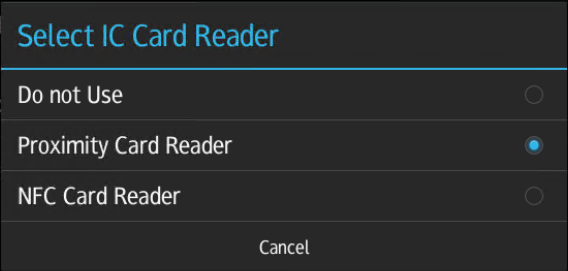 Select IC Card Reader
Do not Use
Proximity Card Reader
NFC Card Reader
Cancel